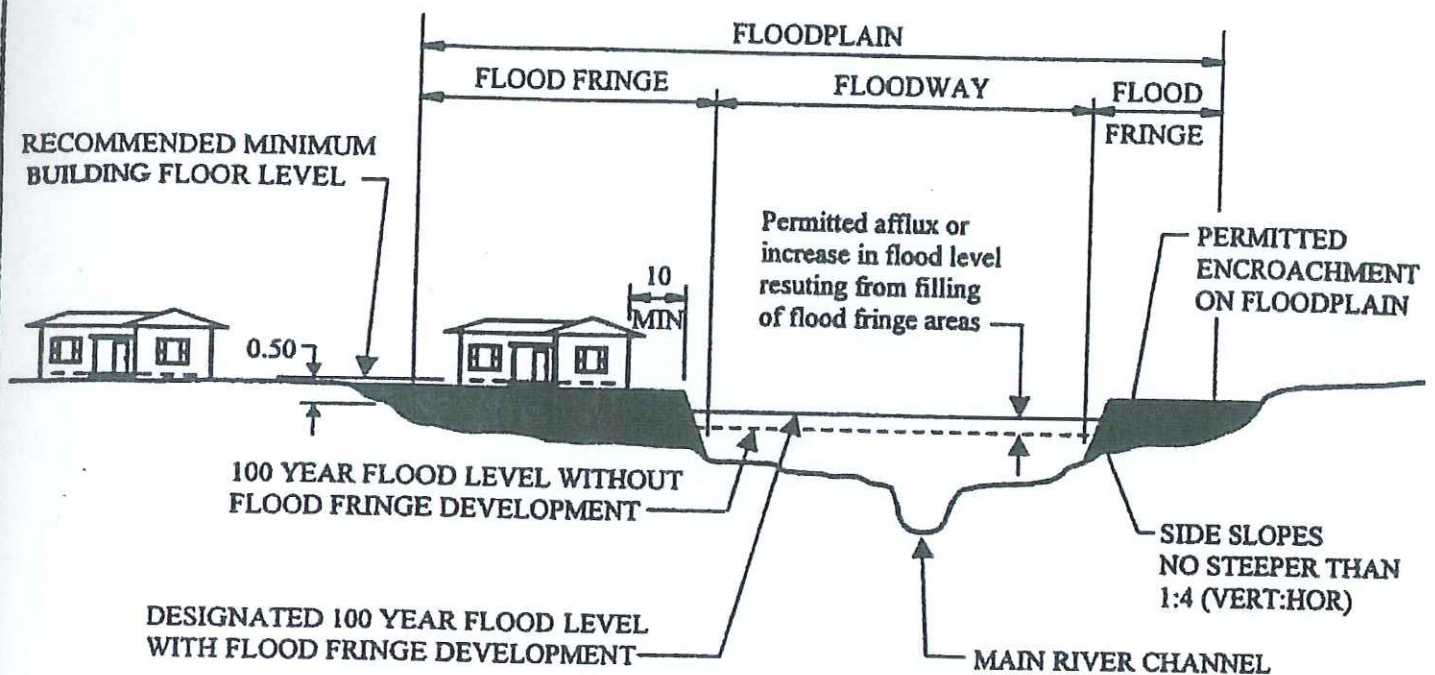 FLOODPLAIN
FLOOD FRINGE
FLOODWAY
FLOOD
FRINGE
RECOMMENDED MINIMUM
BUILDING FLOOR LEVEL
Permitted afflux or
increase in flood level
resuting from filling
of flood fringe areas
PERMITTED
ENCROACHMENT
ON FLOODPLAIN
10
MIN
0.50
100 YEAR FLOOD LEVEL WITHOUT
FLOOD FRINGE DEVELOPMENT
SIDE SLOPES
NO STEEPER THAN
1:4 (VERT:HOR)
DESIGNATED 100 YEAR FLOOD LEVEL
WITH FLOOD FRINGE DEVELOPMENT
MAIN RIVER CHANNEL